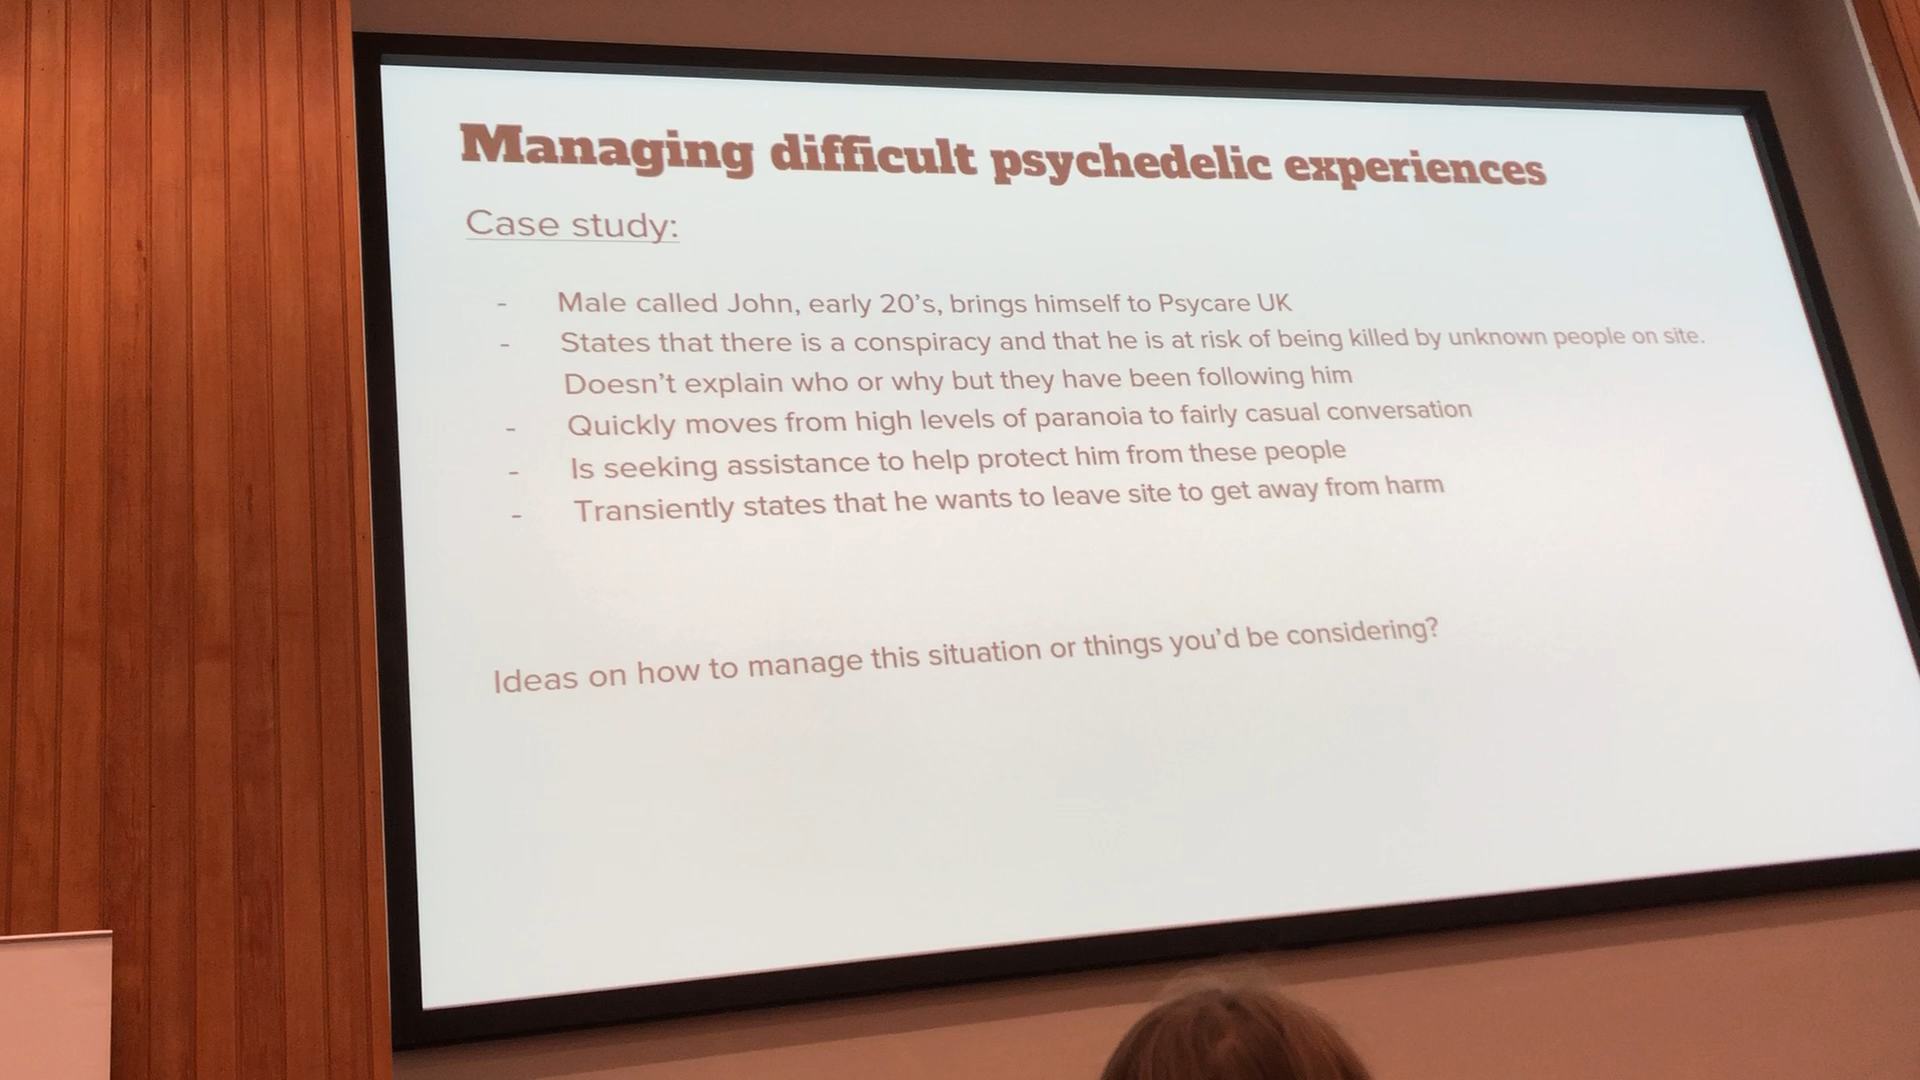 Managing difficult psychedelic experiences
Case study:
- Male called John, early 20's, brings himself to Psycare UK
- States that there is a conspiracy and that he is at risk of being killed by unknown people on site.
Doesn't explain who or why but they have been following him
- Quickly moves from high levels of paranoia to fairly casual conversation
- Is seeking assistance to help protect him from these people
- Transiently states that he wants to leave site to get away from harm
Ideas on how to manage this situation or things you'd be considering?